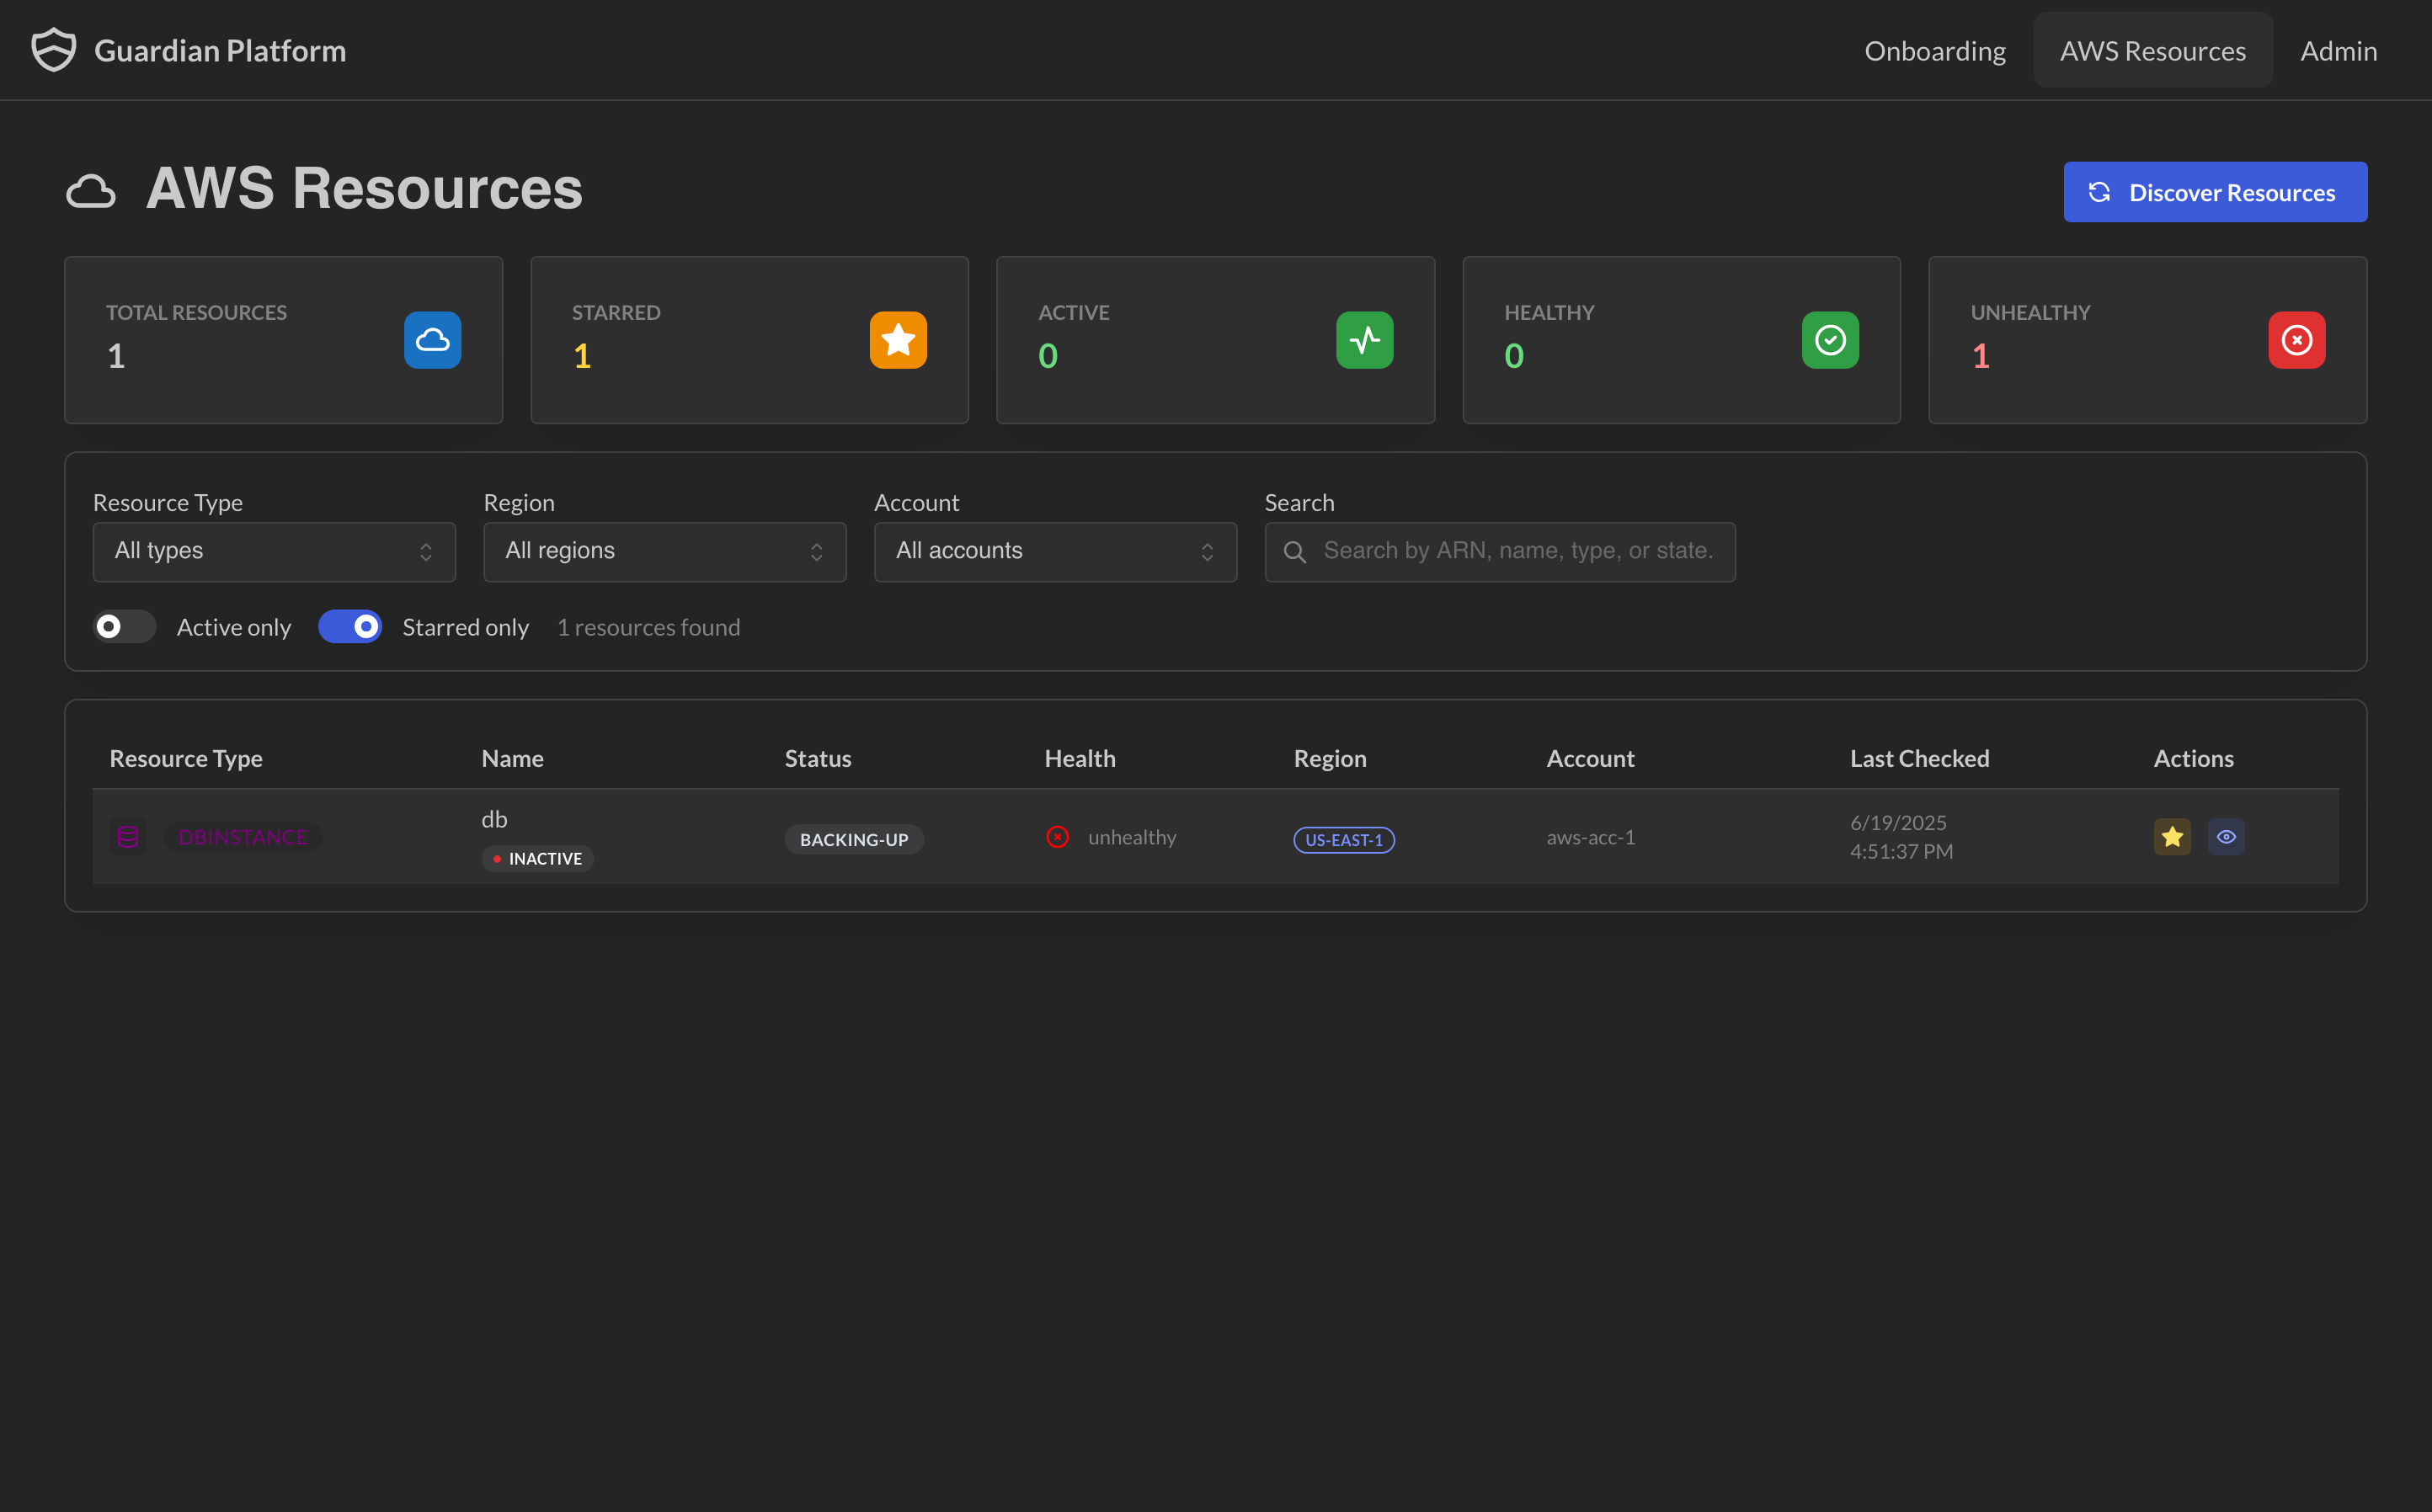 Guardian Platform
Onboarding
AWS Resources
Admin
AWS Resources
Discover Resources
TOTAL RESOURCES
1
STARRED
1
ACTIVE
0
HEALTHY
0
UNHEALTHY
1
Resource Type
Region
Account
Search
All types
All regions
All accounts
Search by ARN, name, type, or state.
Active only
Starred only
1 resources found
Resource Type
Name
Status
Health
Region
Account
Last Checked
Actions
DBINSTANCE
db
INACTIVE
BACKING-UP
unhealthy
US-EAST-1
aws-acc-1
6/19/2025
4:51:37 PM